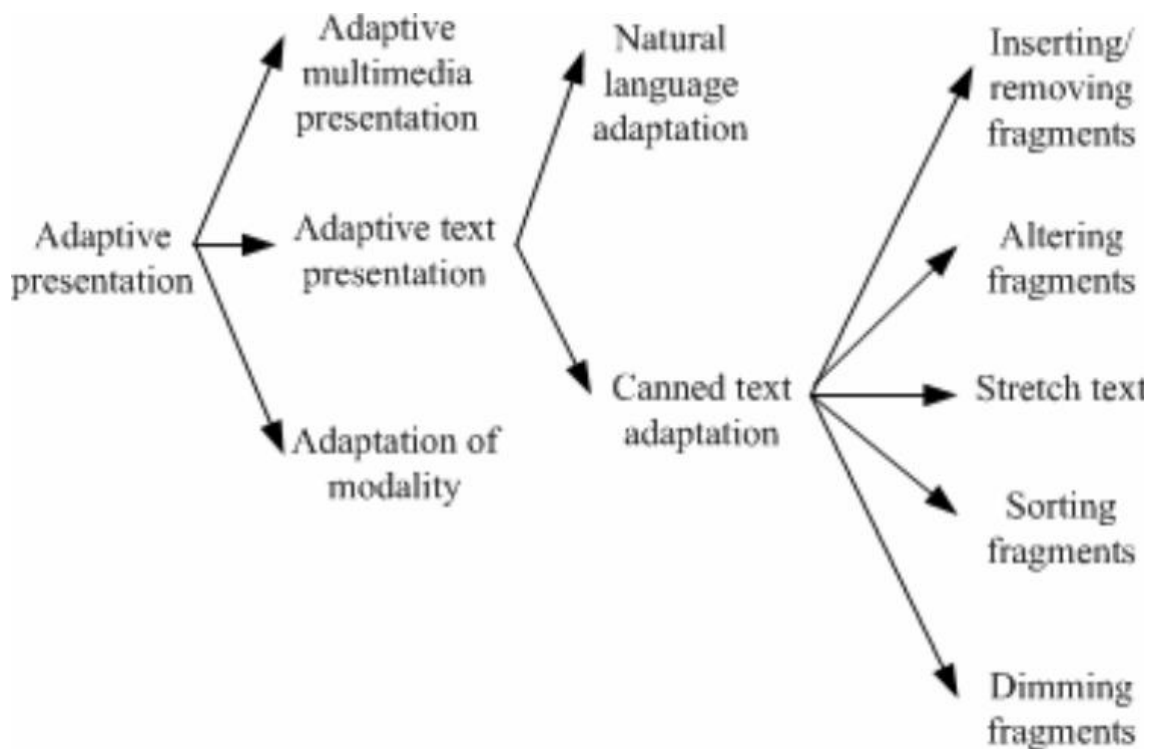 Adaptive
presentation
Adaptive
multimedia
presentation
Adaptive text
presentation
Adaptation of
modality
Natural
language
adaptation
Canned text
adaptation
Inserting/
removing
fragments
Altering
fragments
Stretch text
Sorting
fragments
Dimming
fragments